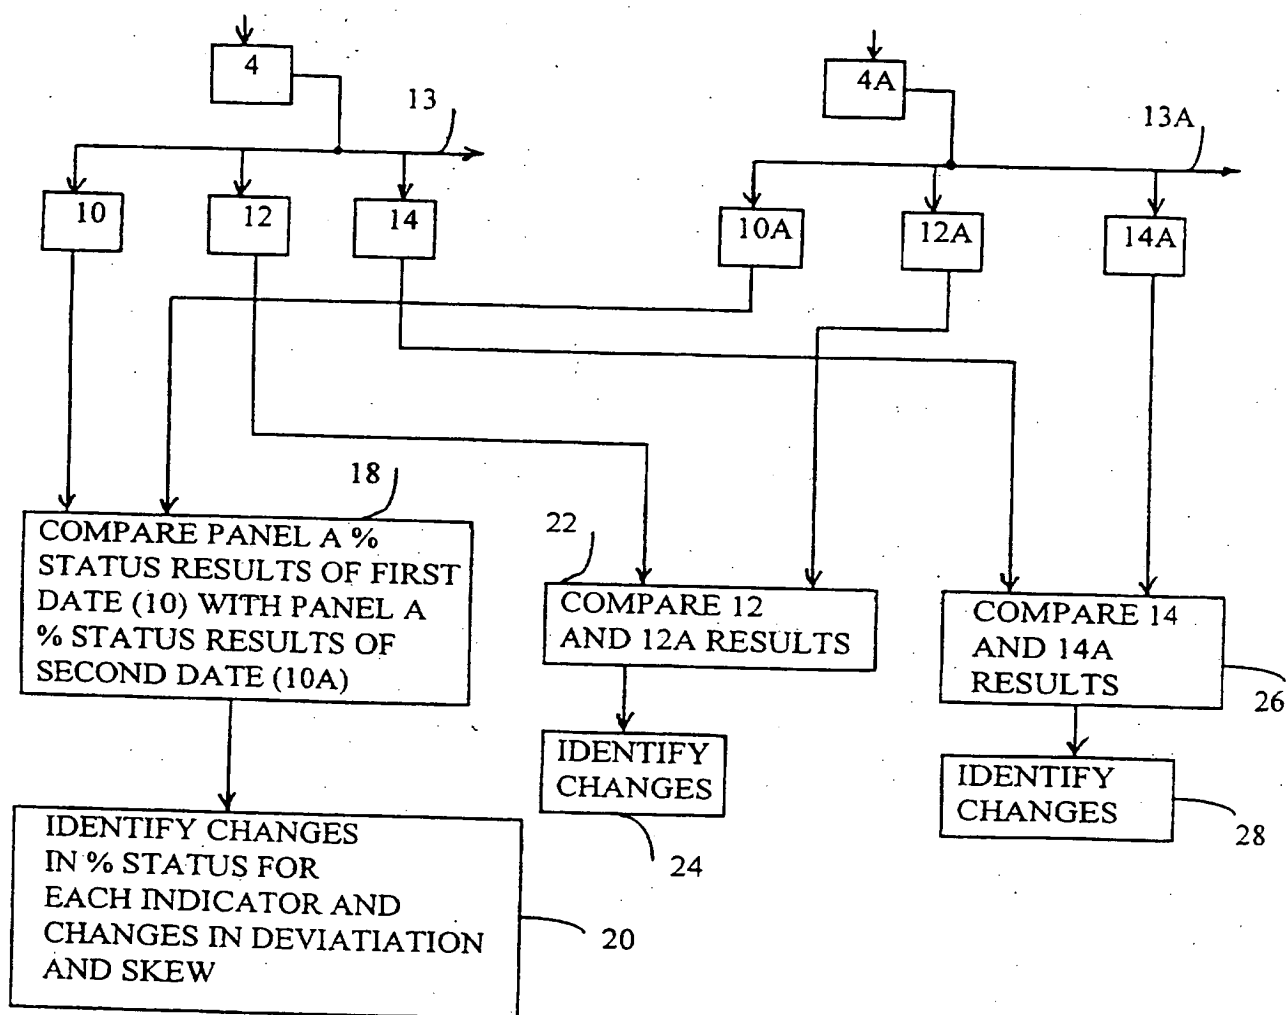 4
4A
13
13A
10
12
14
10A
12A
14A
18
COMPARE PANEL A %
STATUS RESULTS OF FIRST
DATE (10) WITH PANEL A
% STATUS RESULTS OF
SECOND DATE (10A)
22
COMPARE 12
AND 12A RESULTS
COMPARE 14
AND 14A
RESULTS
26
IDENTIFY
CHANGES
24
IDENTIFY
CHANGES
28
IDENTIFY CHANGES
IN % STATUS FOR
EACH INDICATOR AND
CHANGES IN DEVIATIATION
AND SKEW
20